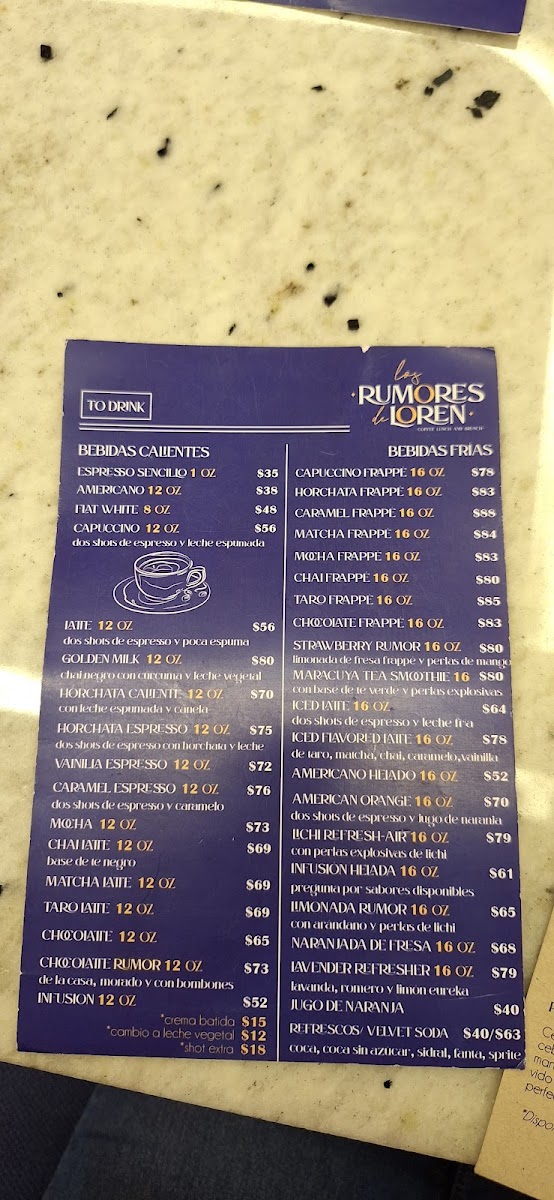 los
RUMORES
de LOREN
COFFEE LUNCH AND BRUNCH
TO DRINK
BEBIDAS CALIENTES
ESPRESSO SENCILLO 1 OZ $35
AMERICANO 12 OZ $38
FLAT WHITE 8 OZ $48
CAPUCCINO 12 OZ $56
dos shots de espresso y leche espumada
LATTE 12 OZ $56
dos shots de espresso y poca espuma
GOLDEN MILK 12 OZ $80
chai negro con curcuma y leche vegetal
HORCHATA CALIENTE 12 OZ $70
con leche espumada y canela
HORCHATA ESPRESSO 12 OZ $75
dos shots de espresso con horchata y leche
VAINILLA ESPRESSO 12 OZ $72
CARAMEL ESPRESSO 12 OZ $76
dos shots de espresso y caramelo
MOCHA 12 OZ $73
CHAI LATTE 12 OZ $69
base de te negro
MATCHA LATTE 12 OZ $69
TARO LATTE 12 OZ $69
CHOCOLATE 12 OZ $65
CHOCOLATE RUMOR 12 OZ $73
de la casa, morado y con bombones
INFUSION 12 OZ $52
*crema batida $15
*cambio a leche vegetal $12
*shot extra $18
BEBIDAS FRÍAS
CAPUCCINO FRAPPE 16 OZ $78
HORCHATA FRAPPE 16 OZ $83
CARAMEL FRAPPE 16 OZ $88
MATCHA FRAPPE 16 OZ $84
MOCHA FRAPPE 16 OZ $83
CHAI FRAPPE 16 OZ $80
TARO FRAPPE 16 OZ $85
CHOCOLATE FRAPPE 16 OZ $83
STRAWBERRY RUMOR 16 OZ $80
limonada de fresa frappe y perlas de mango
MARACUYA TEA SMOOTHIE 16 $80
con base de te verde y perlas explosivas
ICED LATTE 16 OZ $64
dos shots de espresso y leche fria
ICED FLAVORED LATTE 16 OZ $78
de taro, matcha, chai, caramelo,vainilla
AMERICANO HELADO 16 OZ $52
AMERICAN ORANGE 16 OZ $70
dos shots de espresso y jugo de naranja
LICHI REFRESH-AIR 16 OZ $79
con perlas explosivas de lichi
INFUSION HELADA 16 OZ $61
pregunta por sabores disponibles
LIMONADA RUMOR 16 OZ $65
con arándano y perlas de lichi
NARANJADA DE FRESA 16 OZ $68
LAVENDER REFRESHER 16 OZ $79
lavanda, romero y limon eureka
JUGO DE NARANJA $40
REFRESCOS/ VELVET SODA $40/$63
coca, coca sin azucar, sidral, fanta, sprite
vido